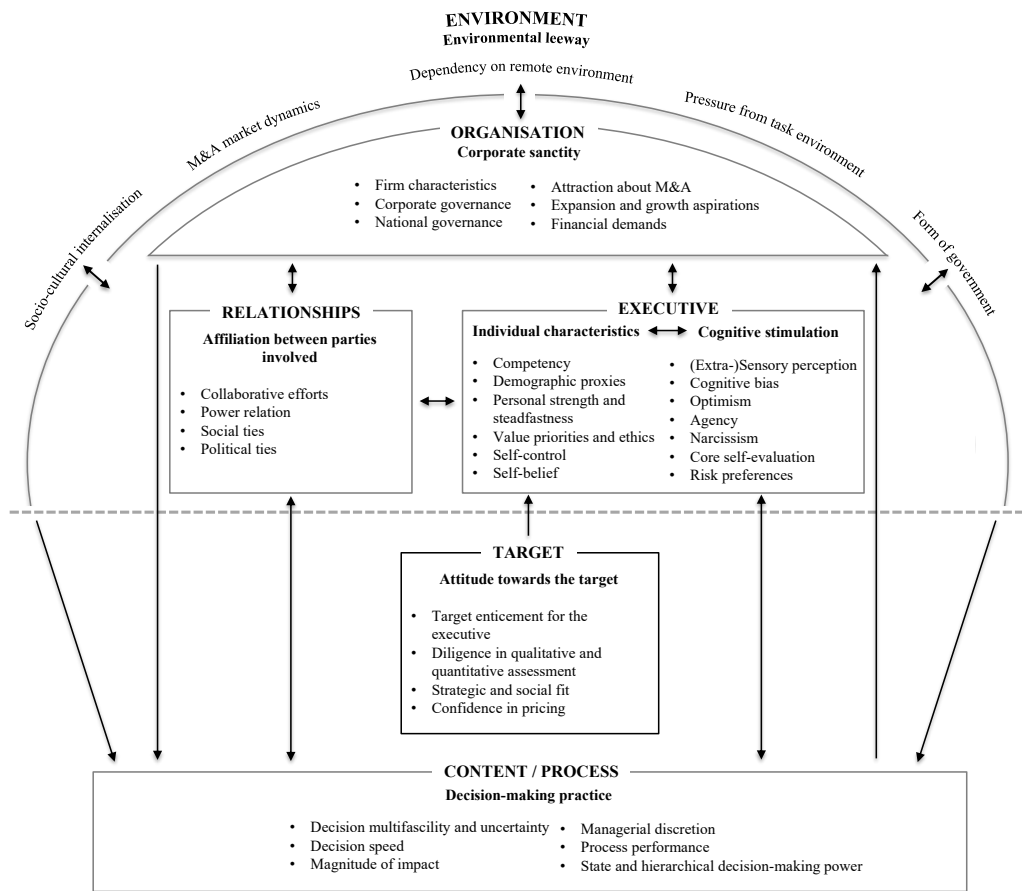 ENVIRONMENT
Environmental leeway
Dependency on remote environment
M&A market dynamics
Pressure from task environment
Socio-cultural internalisation
Form of government
ORGANISATION
Corporate sanctity
• Firm characteristics
• Corporate governance
• National governance
• Attraction about M&A
• Expansion and growth aspirations
• Financial demands
RELATIONSHIPS
Affiliation between parties
involved
• Collaborative efforts
• Power relation
• Social ties
• Political ties
EXECUTIVE
Individual characteristics
• Competency
• Demographic proxies
• Personal strength and
steadfastness
• Value priorities and ethics
• Self-control
• Self-belief
Cognitive stimulation
• (Extra-)Sensory perception
• Cognitive bias
• Optimism
• Agency
• Narcissism
• Core self-evaluation
• Risk preferences
TARGET
Attitude towards the target
• Target enticement for the
executive
• Diligence in qualitative and
quantitative assessment
• Strategic and social fit
• Confidence in pricing
CONTENT / PROCESS
Decision-making practice
• Decision multifascility and uncertainty
• Decision speed
• Magnitude of impact
• Managerial discretion
• Process performance
• State and hierarchical decision-making power